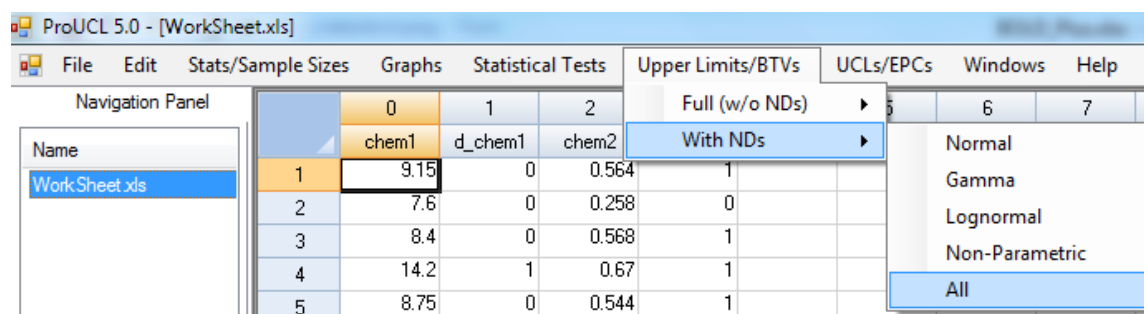 ProUCL 5.0 - [WorkSheet.xls]
File Edit Stats/Sample Sizes Graphs Statistical Tests Upper Limits/BTVs UCLs/EPCs Windows Help
Navigation Panel
Name
WorkSheet.xls
0 1 2 5 6 7
chem1 d_chem1 chem2
1 9.15 0 0.564 1
2 7.6 0 0.258 0
3 8.4 0 0.568 1
4 14.2 1 0.67 1
5 8.75 0 0.544 1
Full (w/o NDs)
With NDs
Normal
Gamma
Lognormal
Non-Parametric
All